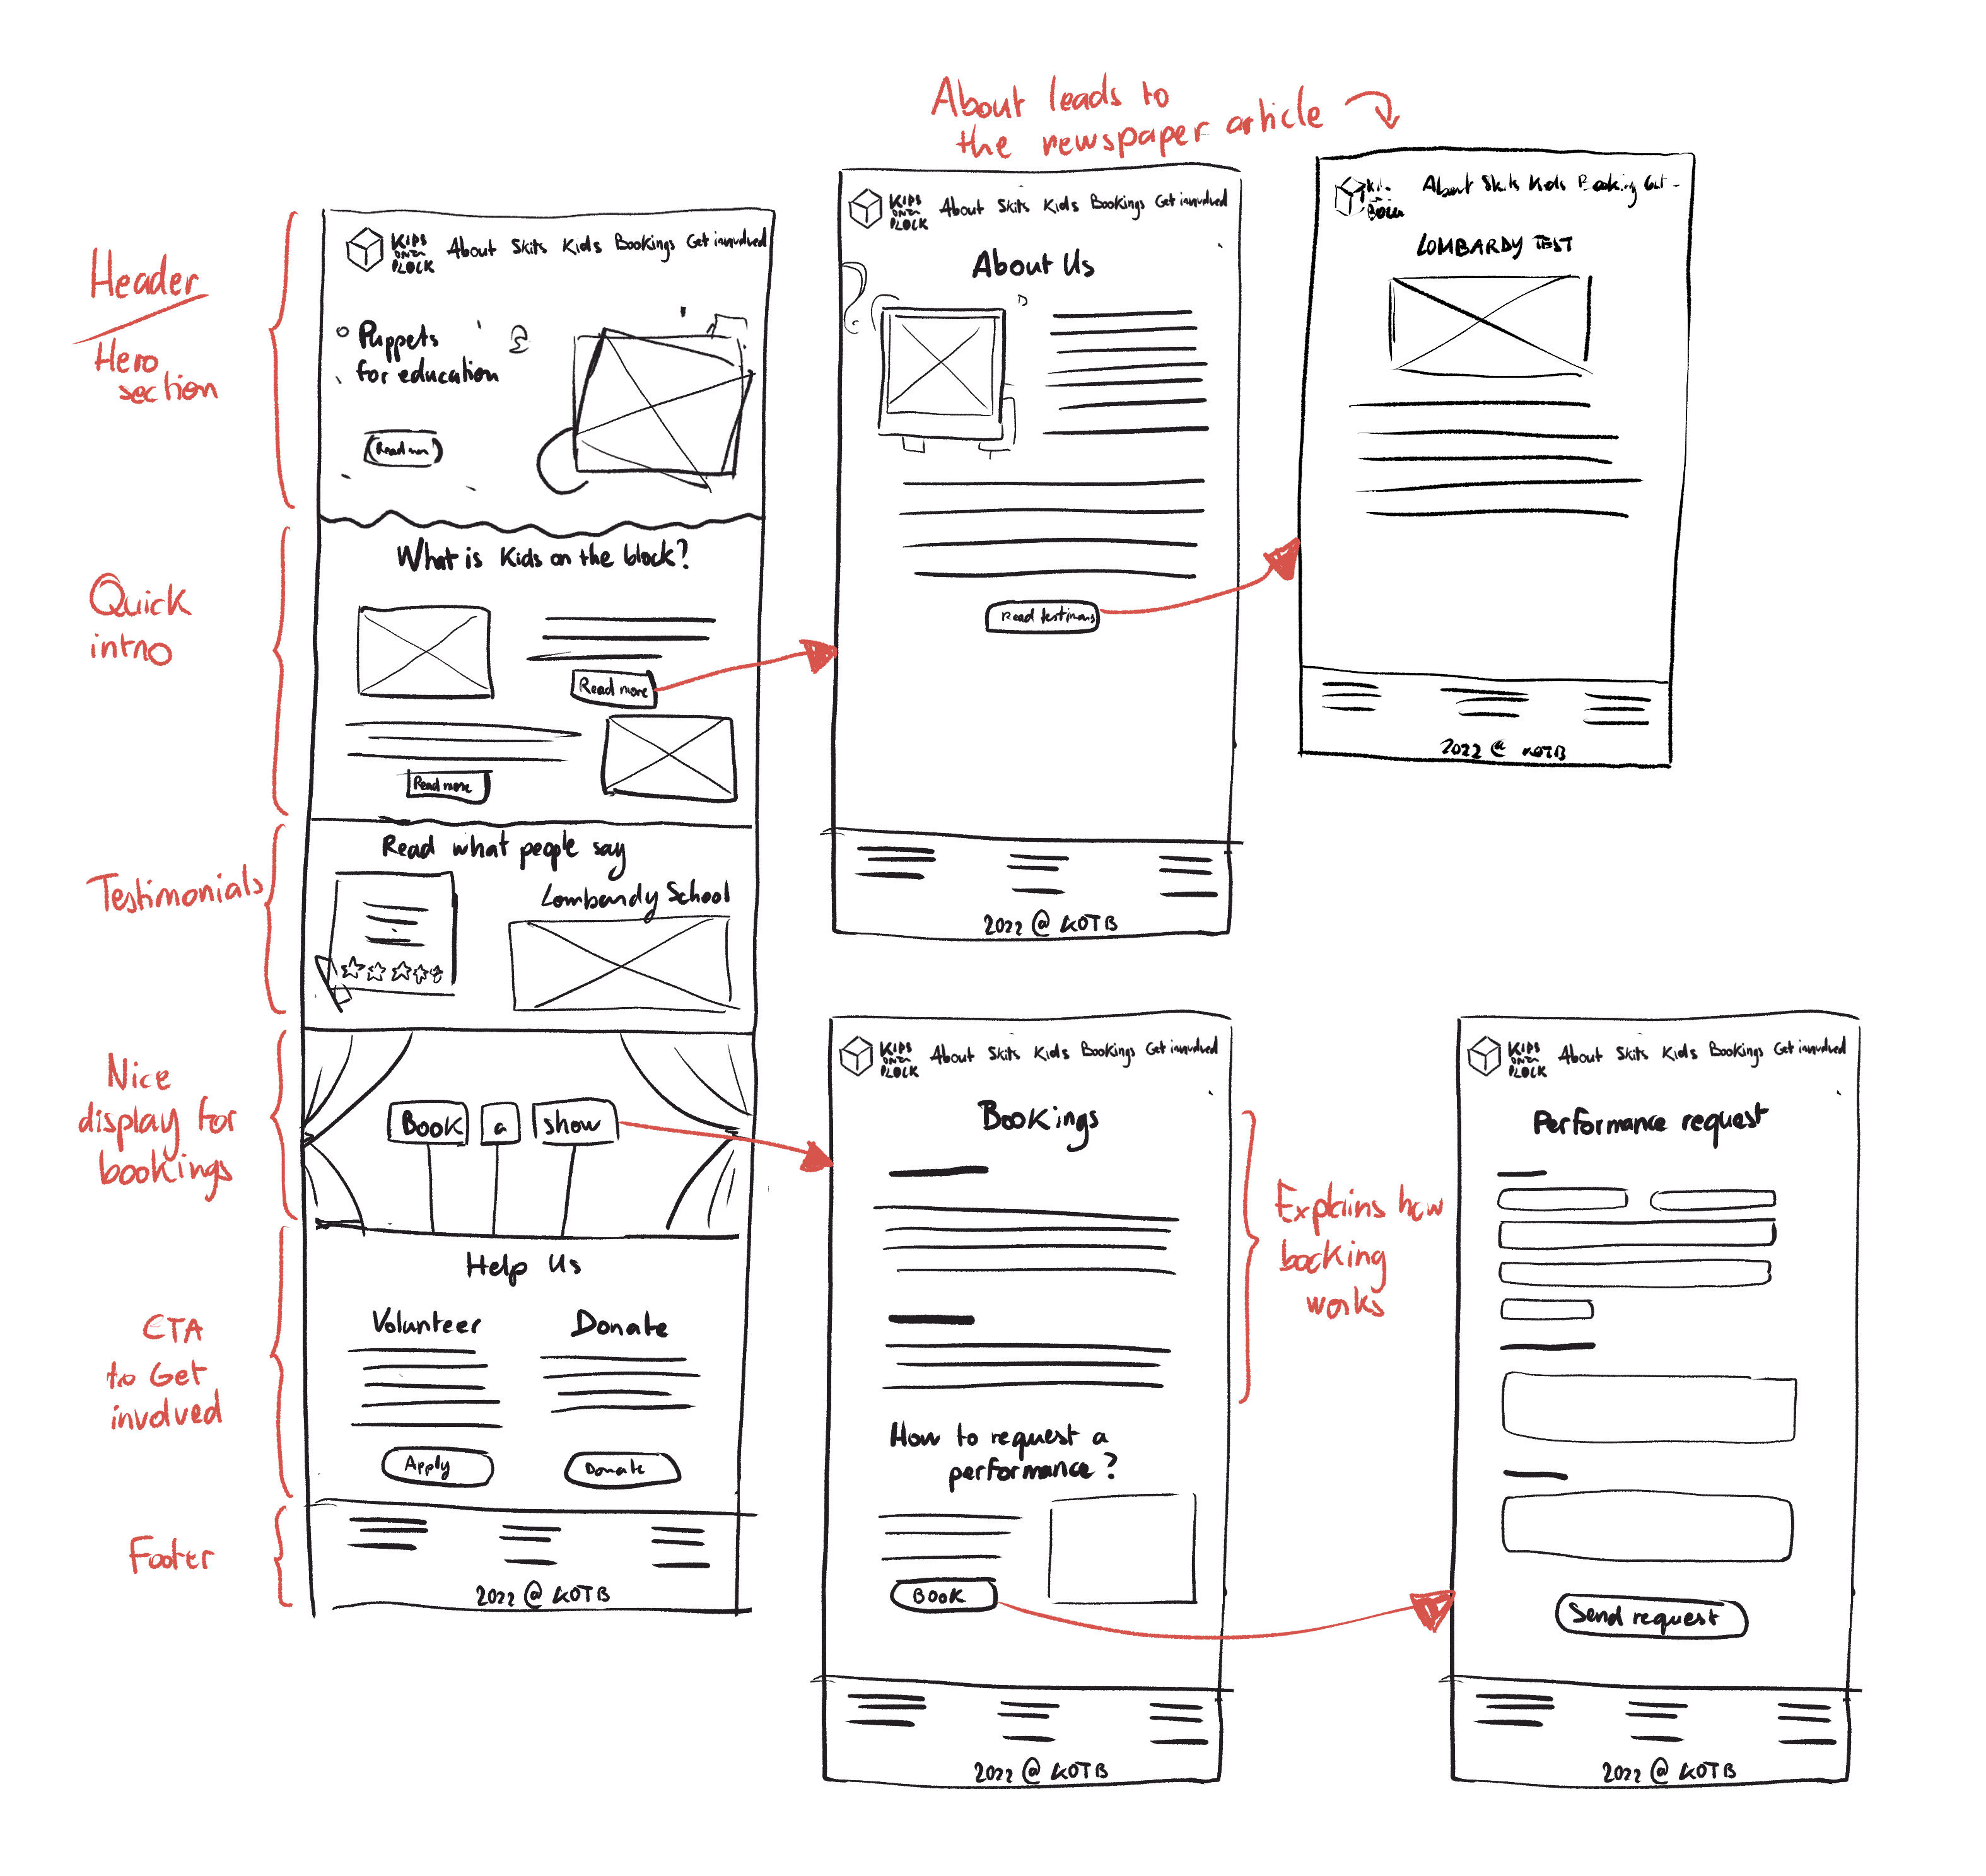 About leads to
the newspaper article
Header
Hero
section
KIDS
ON THE
BLOCK
About Skits Kids Bookings Get involved
Puppets
for education
Read more
Quick
intro
What is Kids on the block?
Read more
Read more
Testimonials
Read what people say
Lombardy School
Nice
display for
bookings
Book a show
CTA
to Get
involved
Help Us
Volunteer
Donate
Apply
Donate
Footer
2022 @ KOTB
KIDS
ON THE
BLOCK
About Skits Kids Bookings Get involved
About Us
Read testimons
2022 @ KOTB
About Skits Kids Booking Get
LOMBARDY TEST
2022 @ KOTB
KIDS
ON THE
BLOCK
About Skits Kids Bookings Get involved
Bookings
Explains how
booking
works
How to request a
performance?
Book
2022 @ KOTB
KIDS
ON THE
BLOCK
About Skits Kids Bookings Get involved
Performance request
Send request
2022 @ KOTB